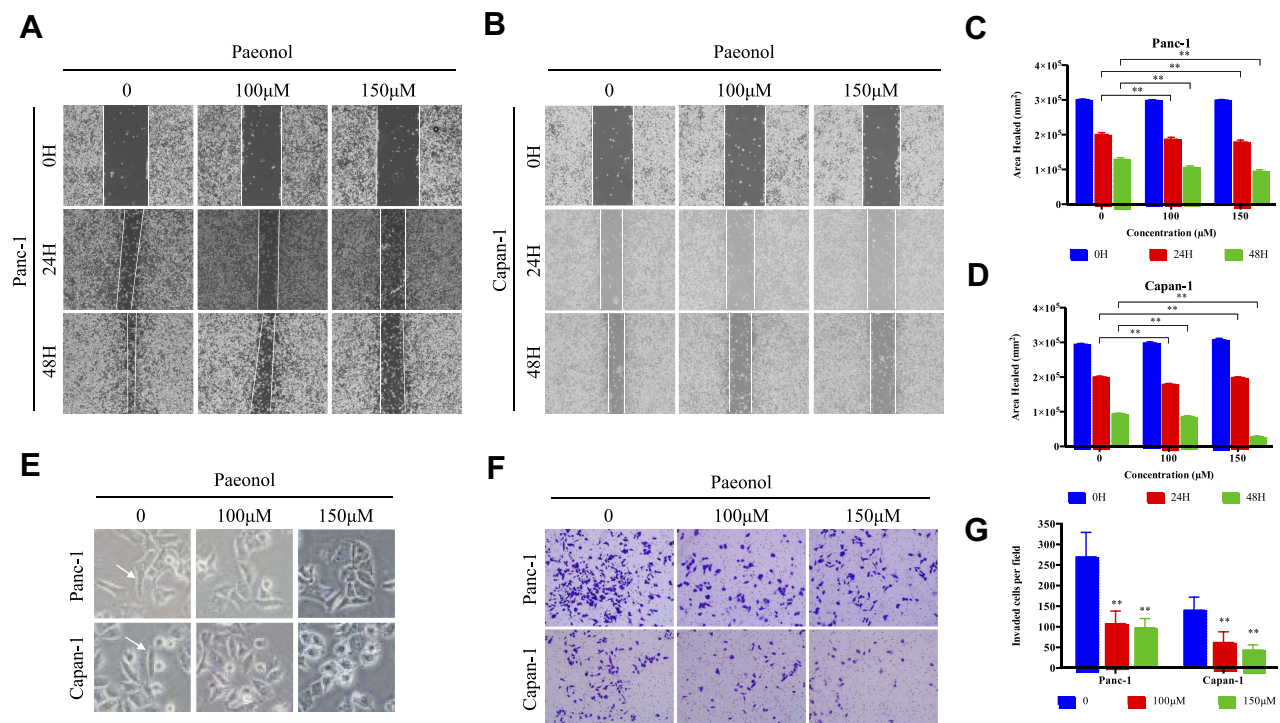 A
Paeonol
0 100μM 150μM
Panc-1
0H
24H
48H
B
Paeonol
0 100μM 150μM
Capan-1
0H
24H
48H
C
Panc-1
**
**
**
**
Area Healed (mm²)
4×10⁵
3×10⁵
2×10⁵
1×10⁵
0
0 100 150
Concentration (μM)
0H 24H 48H
D
Capan-1
**
**
**
**
Area Healed (mm²)
4×10⁵
3×10⁵
2×10⁵
1×10⁵
0
0 100 150
Concentration (μM)
0H 24H 48H
E
Paeonol
0 100μM 150μM
Panc-1
Capan-1
F
Paeonol
0 100μM 150μM
Panc-1
Capan-1
G
Invaded cells per field
350
300
250
200
150
100
50
0
** **
** **
Panc-1 Capan-1
0 100μM 150μM